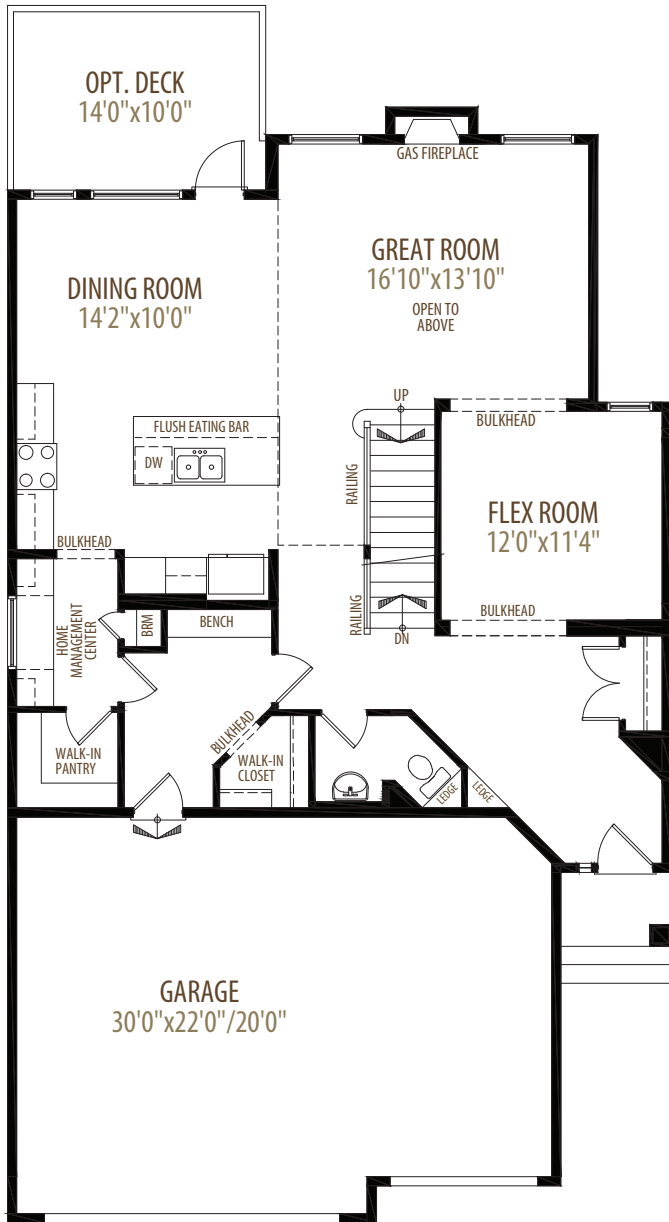 OPT. DECK
14'0"x10'0"
GAS FIREPLACE
GREAT ROOM
16'10"x13'10"
OPEN TO
ABOVE
DINING ROOM
14'2"x10'0"
UP
BULKHEAD
FLUSH EATING BAR
DW
RAILING
FLEX ROOM
12'0"x11'4"
BULKHEAD
BULKHEAD
RAILING
DN
HOME
MANAGEMENT
CENTER
BRM
BENCH
BULKHEAD
WALK-IN
PANTRY
WALK-IN
CLOSET
LEDGE
LEDGE
GARAGE
30'0"x22'0"/20'0"